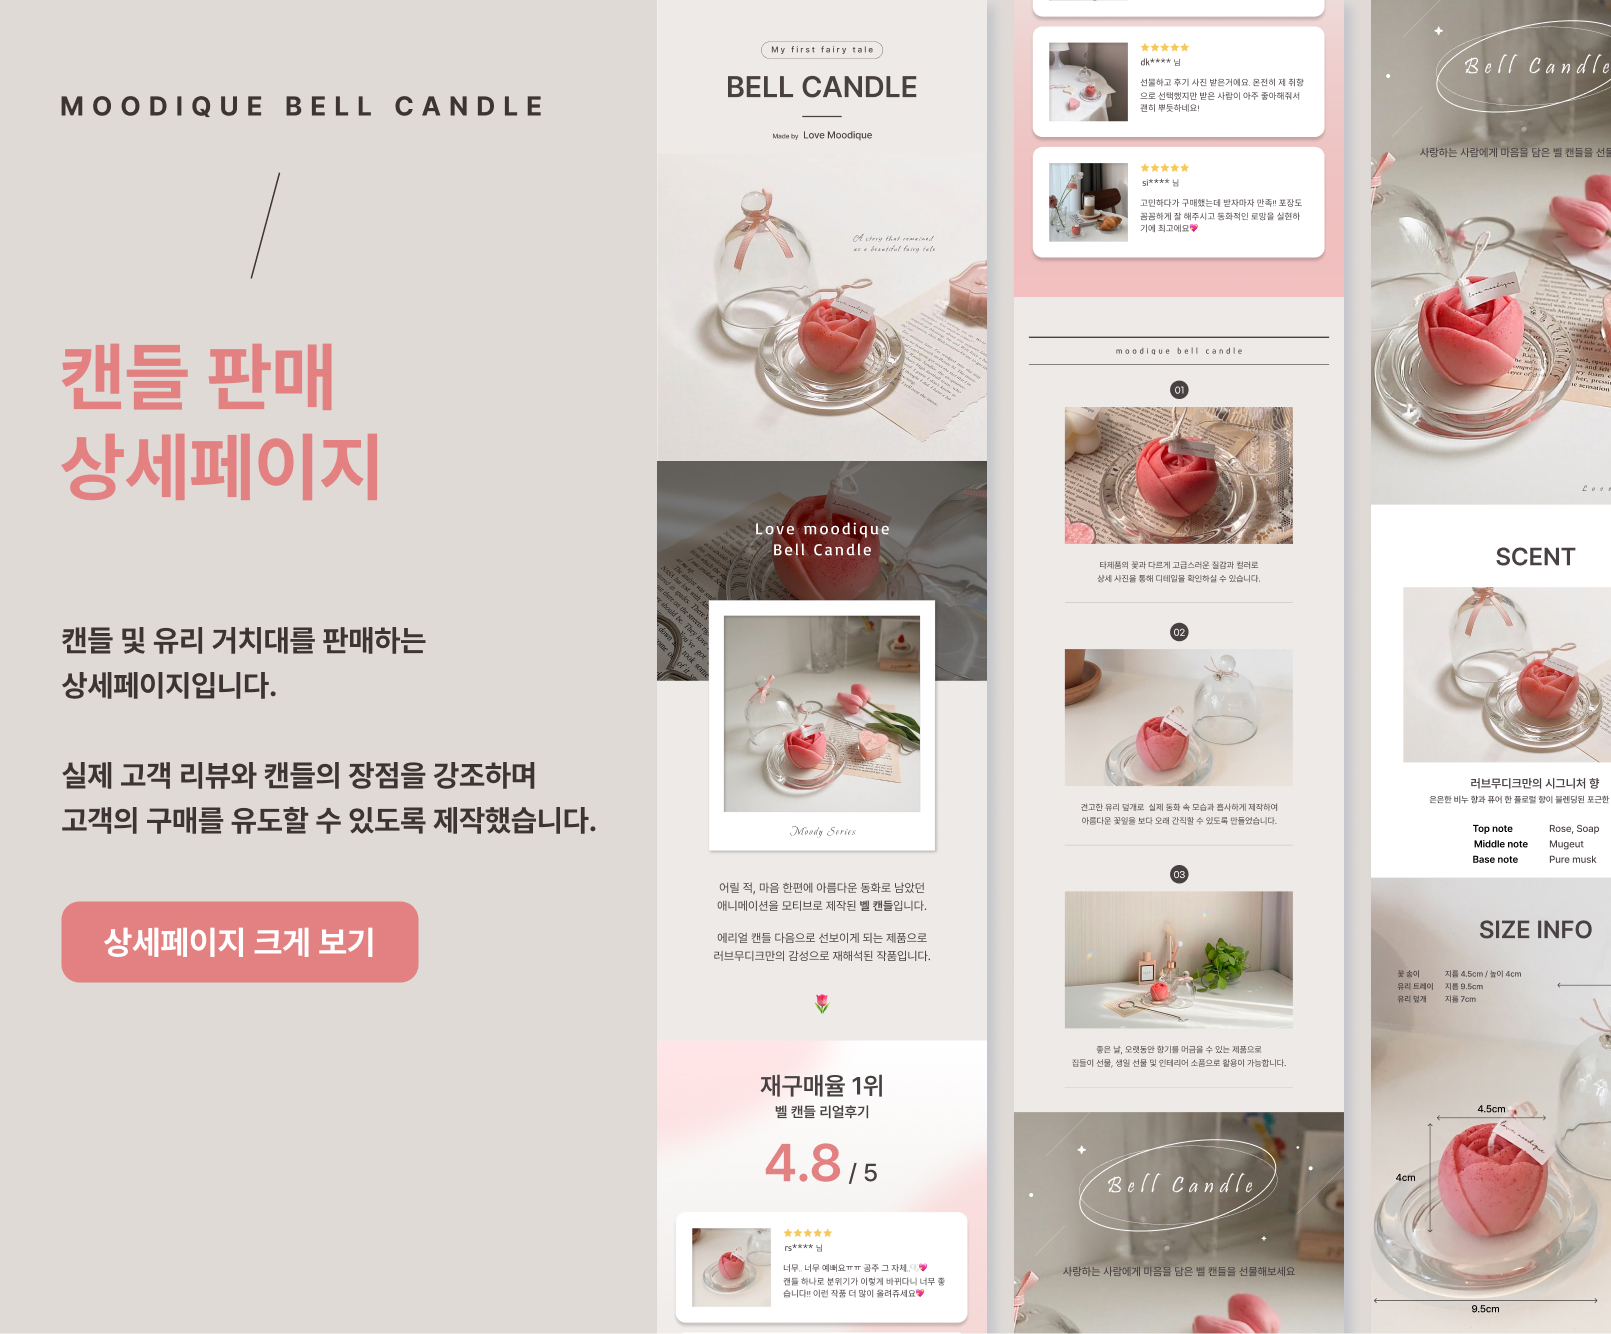 MOODIQUE BELL CANDLE
캔들 판매
상세페이지
캔들 및 유리 거치대를 판매하는
상세페이지입니다.
실제 고객 리뷰와 캔들의 장점을 강조하며
고객의 구매를 유도할 수 있도록 제작했습니다.
상세페이지 크게 보기
My first fairy tale
BELL CANDLE
Made by Love Moodique
A story that remained
as a beautiful fairy tale
Love moodique
Bell Candle
Moody Series
어릴 적, 마음 한편에 아름다운 동화로 남았던
애니메이션을 모티브로 제작된 벨 캔들입니다.
에리얼 캔들 다음으로 선보이게 되는 제품으로
러브무디크만의 감성으로 재해석된 작품입니다.
재구매율 1위
벨 캔들 리얼후기
4.8 / 5
rs**** 님
너무.. 너무 예뻐요ㅠㅠ 공주 그 자체..
캔들 하나로 분위기가 이렇게 바뀌다니 너무 좋
습니다!! 이런 작품 더 많이 올려쥬세요
dk**** 님
선물하고 후기 사진 받은거에요. 온전히 제 취향
으로 선택했지만 받은 사람이 아주 좋아해줘서
괜히 뿌듯하네요!
si**** 님
고민하다가 구매했는데 받자마자 만족!! 포장도
꼼꼼하게 잘 해주시고 동화적인 로망을 실현하
기에 최고에요
moodique bell candle
01
타제품의 꽃과 다르게 고급스러운 질감과 컬러로
상세 사진을 통해 디테일을 확인하실 수 있습니다.
02
견고한 유리 덮개로 실제 동화 속 모습과 흡사하게 제작하여
아름다운 꽃잎을 보다 오래 간직할 수 있도록 만들었습니다.
03
좋은 날, 오랫동안 향기를 머금을 수 있는 제품으로
집들이 선물, 생일 선물 및 인테리어 소품으로 활용이 가능합니다.
Bell Candle
사랑하는 사람에게 마음을 담은 벨 캔들을 선물해보세요
Bell Candle
사랑하는 사람에게 마음을 담은 벨 캔들을 선물
love moodique
SCENT
러브무디크만의 시그니처 향
은은한 비누 향과 퓨어 한 플로럴 향이 블렌딩된 포근한
Top note Rose, Soap
Middle note Mugeut
Base note Pure musk
SIZE INFO
꽃 송이 지름 4.5cm / 높이 4cm
유리 트레이 지름 9.5cm
유리 덮개 지름 7cm
4.5cm
love moodique
4cm
9.5cm